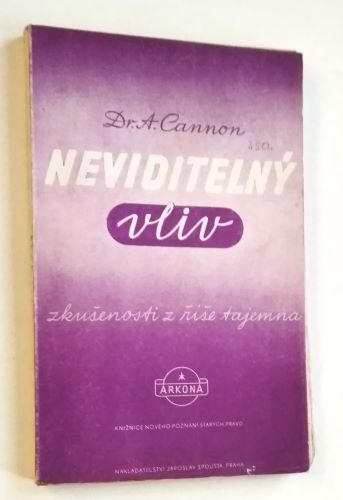 Dr. A. Cannon
NEVIDITELNÝ
vliv
zkušenosti z říše tajemna
ARKONA
KNIŽNICE NOVÉHO POZNÁNÍ STARÝCH PRAVD
NAKLADATELSTVÍ JAROSLAV SPOUSTA, PRAHA